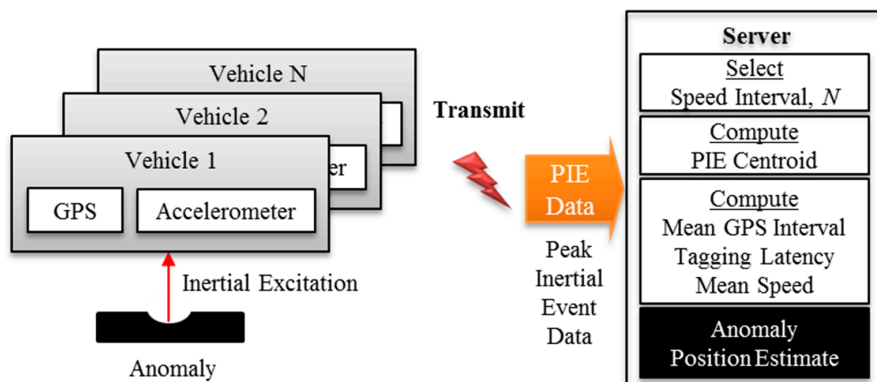 Vehicle N
Vehicle 2
er
Vehicle 1
GPS
Accelerometer
Inertial Excitation
Anomaly
Transmit
PIE
Data
Peak
Inertial
Event
Data
Server
Select
Speed Interval, N
Compute
PIE Centroid
Compute
Mean GPS Interval
Tagging Latency
Mean Speed
Anomaly
Position Estimate